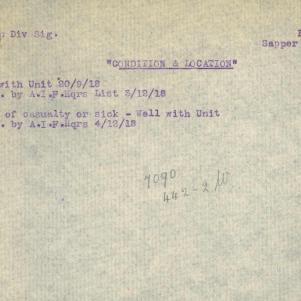 Div Sig.
Sapper
"CONDITION & LOCATION"
with Unit 20/9/18
. by A.I.F.Hqrs List 3/12/18
of casualty or sick - Well with Unit
. by A.I.F.Hqrs 4/12/18
7090
442-2